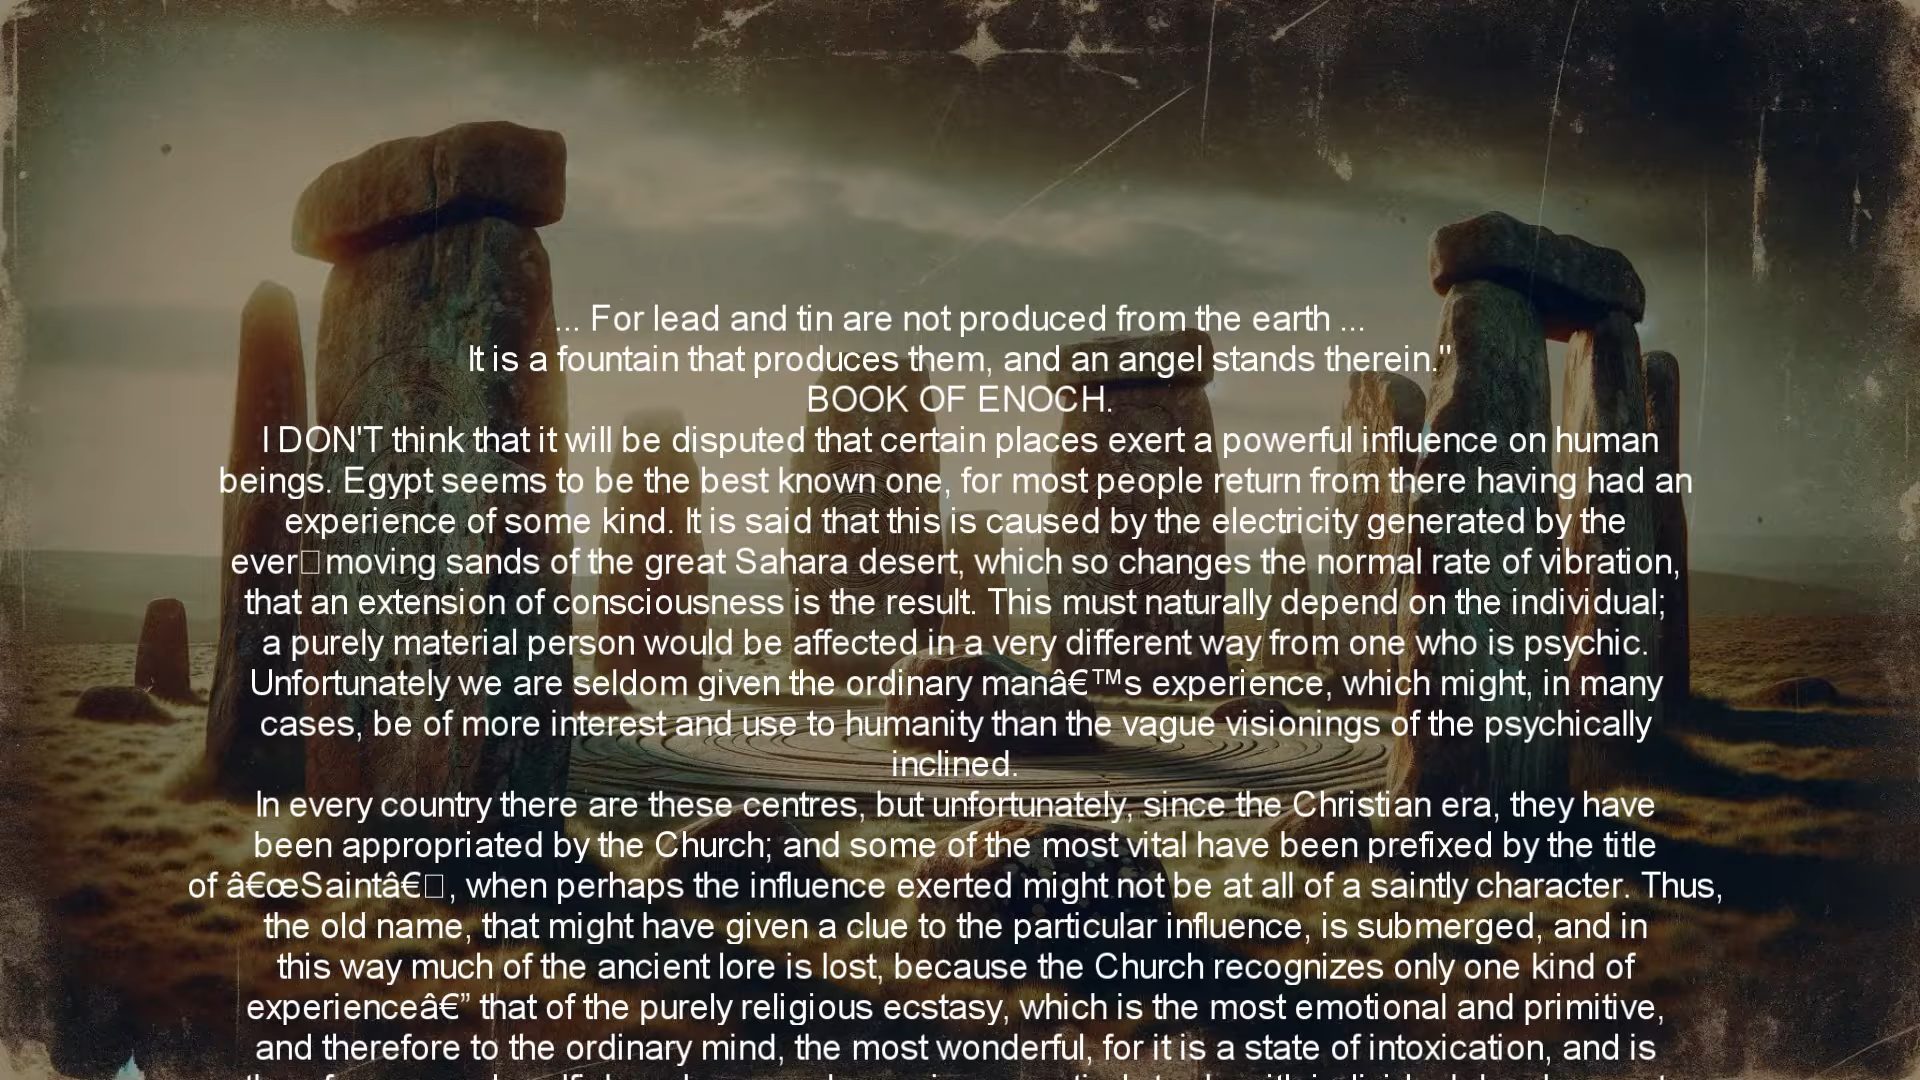 ... For lead and tin are not produced from the earth ...
It is a fountain that produces them, and an angel stands therein."
BOOK OF ENOCH.
I DON'T think that it will be disputed that certain places exert a powerful influence on human
beings. Egypt seems to be the best known one, for most people return from there having had an
experience of some kind. It is said that this is caused by the electricity generated by the
ever□moving sands of the great Sahara desert, which so changes the normal rate of vibration,
that an extension of consciousness is the result. This must naturally depend on the individual;
a purely material person would be affected in a very different way from one who is psychic.
Unfortunately we are seldom given the ordinary manâ€™s experience, which might, in many
cases, be of more interest and use to humanity than the vague visionings of the psychically
inclined.
In every country there are these centres, but unfortunately, since the Christian era, they have
been appropriated by the Church; and some of the most vital have been prefixed by the title
of â€œSaintâ€□, when perhaps the influence exerted might not be at all of a saintly character. Thus,
the old name, that might have given a clue to the particular influence, is submerged, and in
this way much of the ancient lore is lost, because the Church recognizes only one kind of
experienceâ€” that of the purely religious ecstasy, which is the most emotional and primitive,
and therefore to the ordinary mind, the most wonderful, for it is a state of intoxication, and is